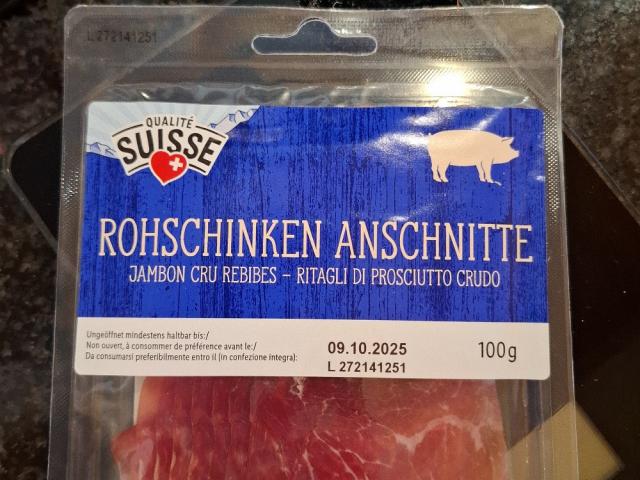 L 272141251
QUALITÉ
SUISSE
ROHSCHINKEN ANSCHNITTE
JAMBON CRU REBIBES – RITAGLI DI PROSCIUTTO CRUDO
Ungeöffnet mindestens haltbar bis:/
Non ouvert, à consommer de préférence avant le:/
Da consumarsi preferibilmente entro il (in confezione integra):
09.10.2025
L 272141251
100g